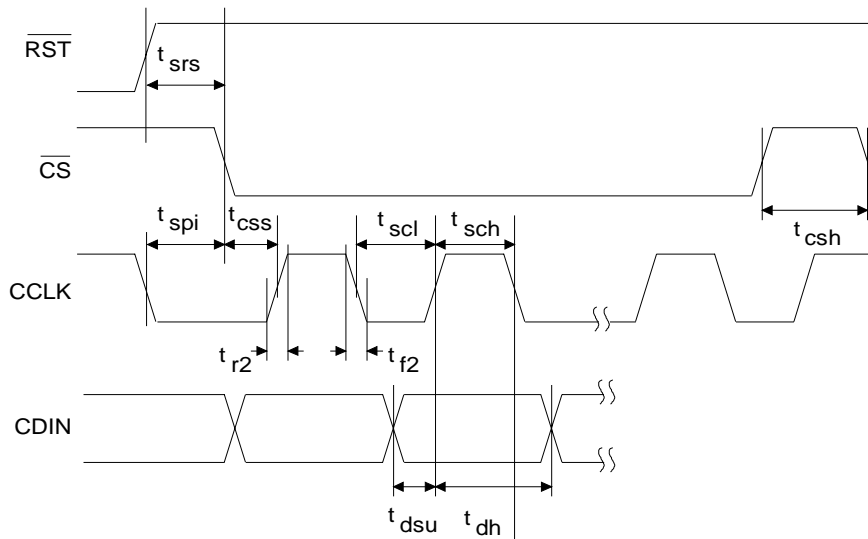 RST
t srs
CS
t spi
t css
t scl
t sch
t csh
CCLK
t r2
t f2
CDIN
t dsu
t dh